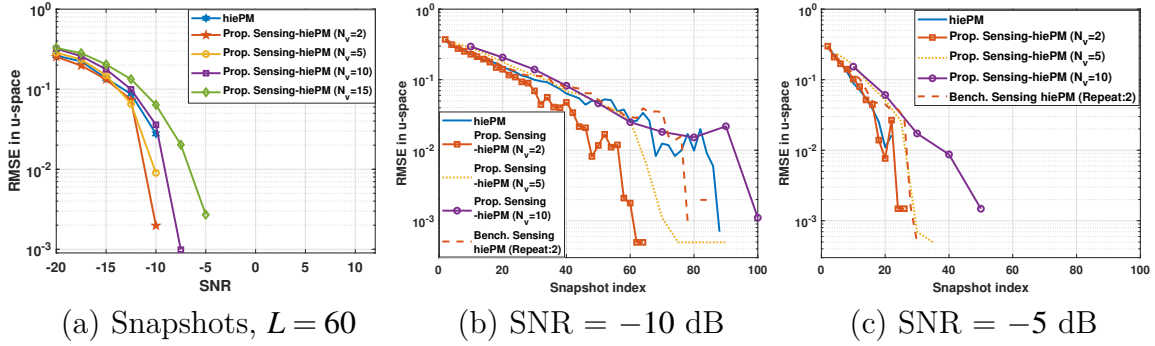 hiePM
Prop. Sensing-hiePM (N_v=2)
Prop. Sensing-hiePM (N_v=5)
Prop. Sensing-hiePM (N_v=10)
Prop. Sensing-hiePM (N_v=15)
RMSE in u-space
10^0
10^-1
10^-2
10^-3
-20 -15 -10 -5 0 5 10
SNR
(a) Snapshots, L = 60
hiePM
Prop. Sensing
-hiePM (N_v=2)
Prop. Sensing
-hiePM (N_v=5)
Prop. Sensing
-hiePM (N_v=10)
Bench. Sensing
hiePM (Repeat:2)
RMSE in u-space
10^0
10^-1
10^-2
10^-3
0 20 40 60 80 100
Snapshot index
(b) SNR = −10 dB
hiePM
Prop. Sensing-hiePM (N_v=2)
Prop. Sensing-hiePM (N_v=5)
Prop. Sensing-hiePM (N_v=10)
Bench. Sensing hiePM (Repeat:2)
RMSE in u-space
10^0
10^-1
10^-2
10^-3
0 20 40 60 80 100
Snapshot index
(c) SNR = −5 dB